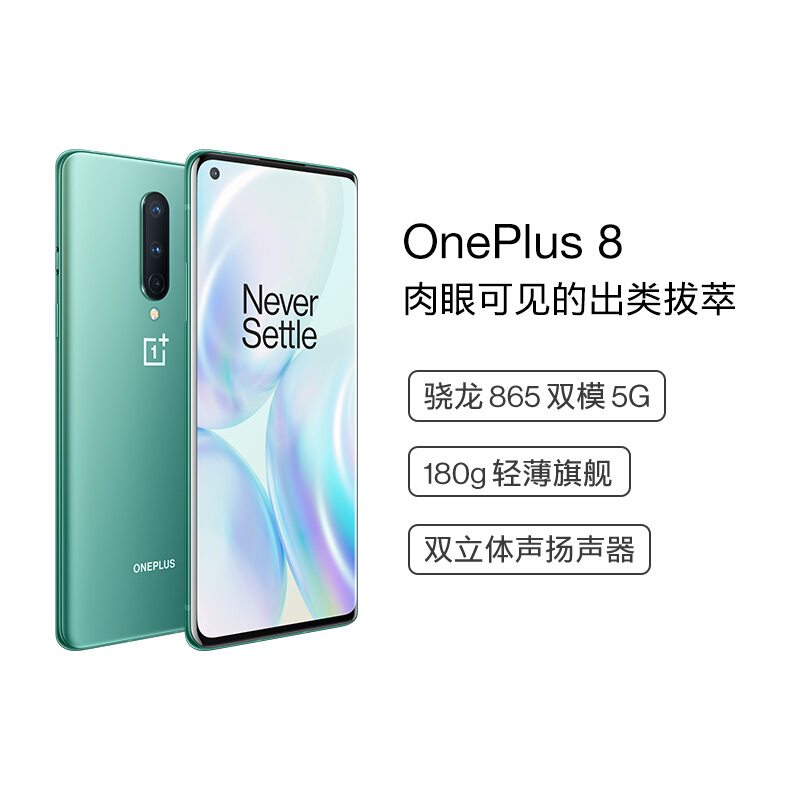 OnePlus 8
肉眼可见的出类拔萃
骁龙 865 双模 5G
180g 轻薄旗舰
双立体声扬声器
Never
Settle
1+
ONEPLUS